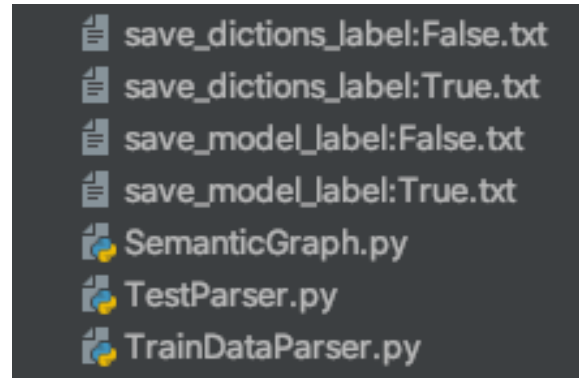 save_dictions_label:False.txt
save_dictions_label:True.txt
save_model_label:False.txt
save_model_label:True.txt
SemanticGraph.py
TestParser.py
TrainDataParser.py